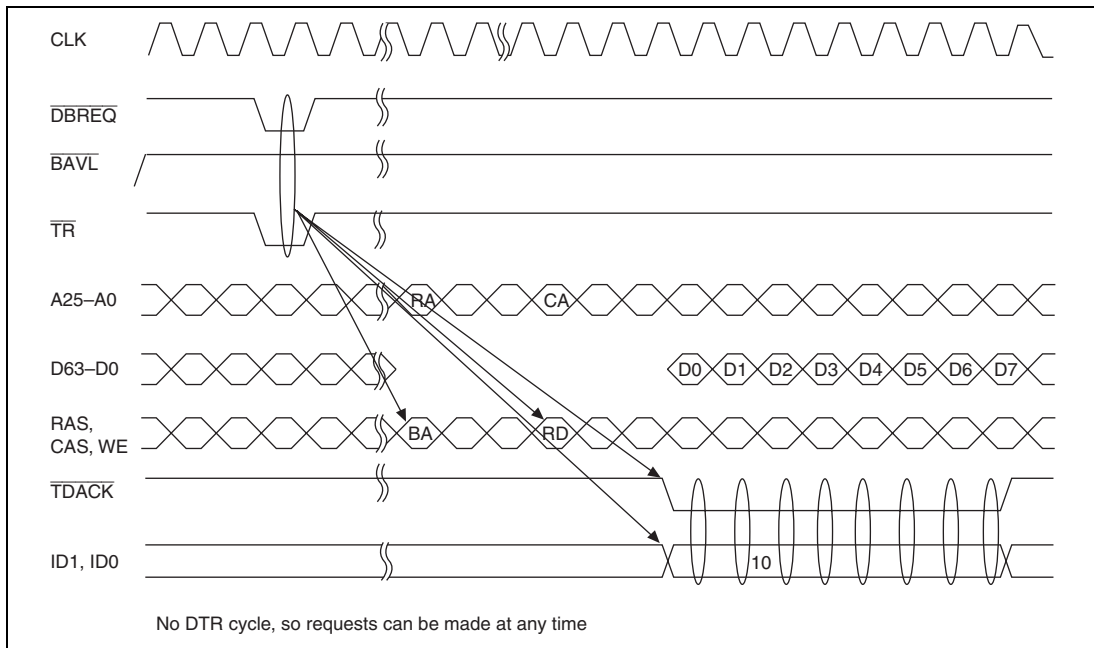 CLK
DBREQ
BAVL
TR
A25–A0 RA CA
D63–D0 D0 D1 D2 D3 D4 D5 D6 D7
RAS,
CAS, WE BA RD
TDACK
ID1, ID0 10
No DTR cycle, so requests can be made at any time